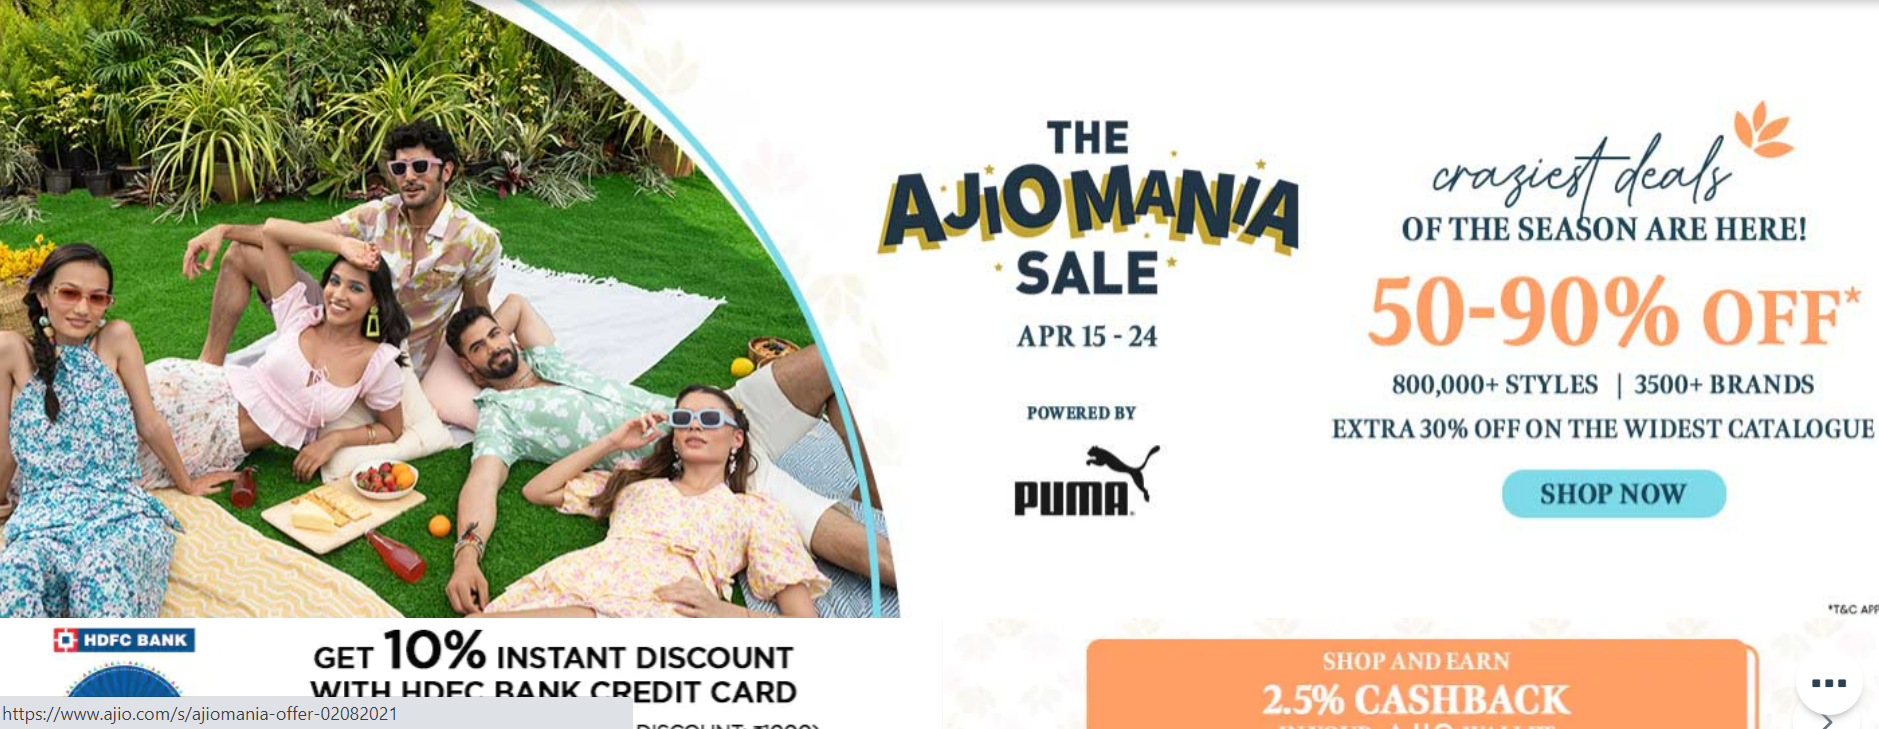 THE
AJIOMANIA
SALE
APR 15 - 24
POWERED BY
PUMA
craziest deals
OF THE SEASON ARE HERE!
50-90% OFF*
800,000+ STYLES | 3500+ BRANDS
EXTRA 30% OFF ON THE WIDEST CATALOGUE
SHOP NOW
*T&C APP
HDFC BANK
GET 10% INSTANT DISCOUNT
WITH HDFC BANK CREDIT CARD
https://www.ajio.com/s/ajiomania-offer-02082021
SHOP AND EARN
2.5% CASHBACK